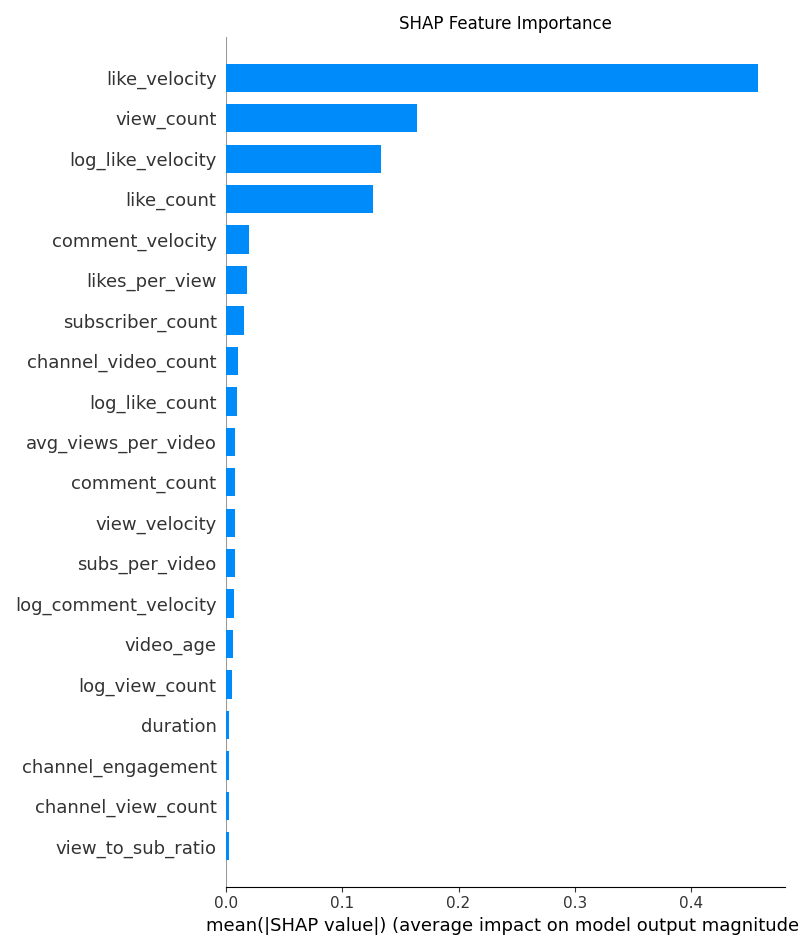 SHAP Feature Importance
like_velocity
view_count
log_like_velocity
like_count
comment_velocity
likes_per_view
subscriber_count
channel_video_count
log_like_count
avg_views_per_video
comment_count
view_velocity
subs_per_video
log_comment_velocity
video_age
log_view_count
duration
channel_engagement
channel_view_count
view_to_sub_ratio
0.0 0.1 0.2 0.3 0.4
mean(|SHAP value|) (average impact on model output magnitude